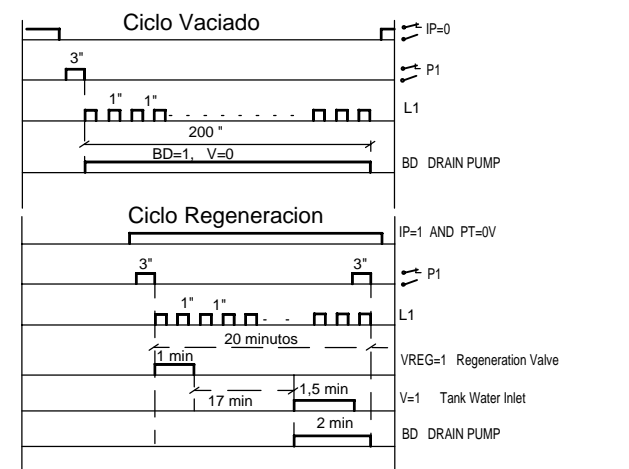 Ciclo Vaciado
IP=0
3"
P1
1" 1"
L1
200 "
BD=1, V=0
BD DRAIN PUMP
Ciclo Regeneracion
IP=1 AND PT=0V
3" 3"
P1
1" 1"
L1
20 minutos
1 min
VREG=1 Regeneration Valve
17 min
1,5 min
V=1 Tank Water Inlet
2 min
BD DRAIN PUMP